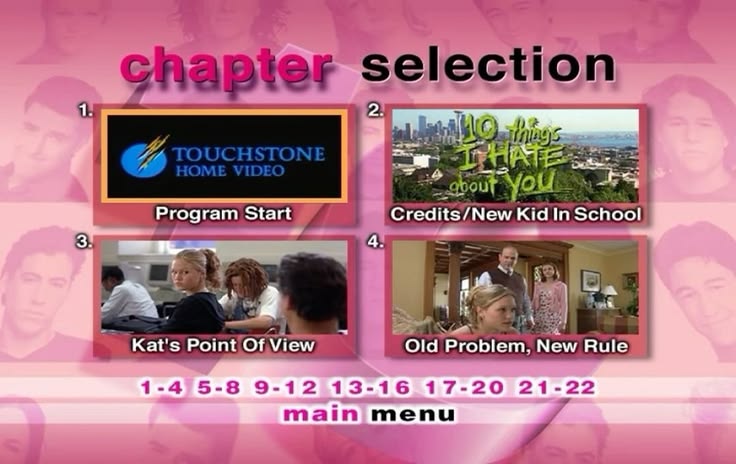 chapter selection
1.
TOUCHSTONE
HOME VIDEO
Program Start
2.
10 things
I HATE
about YOU
Credits/New Kid In School
3.
Kat's Point Of View
4.
Old Problem, New Rule
1-4 5-8 9-12 13-16 17-20 21-22
main menu